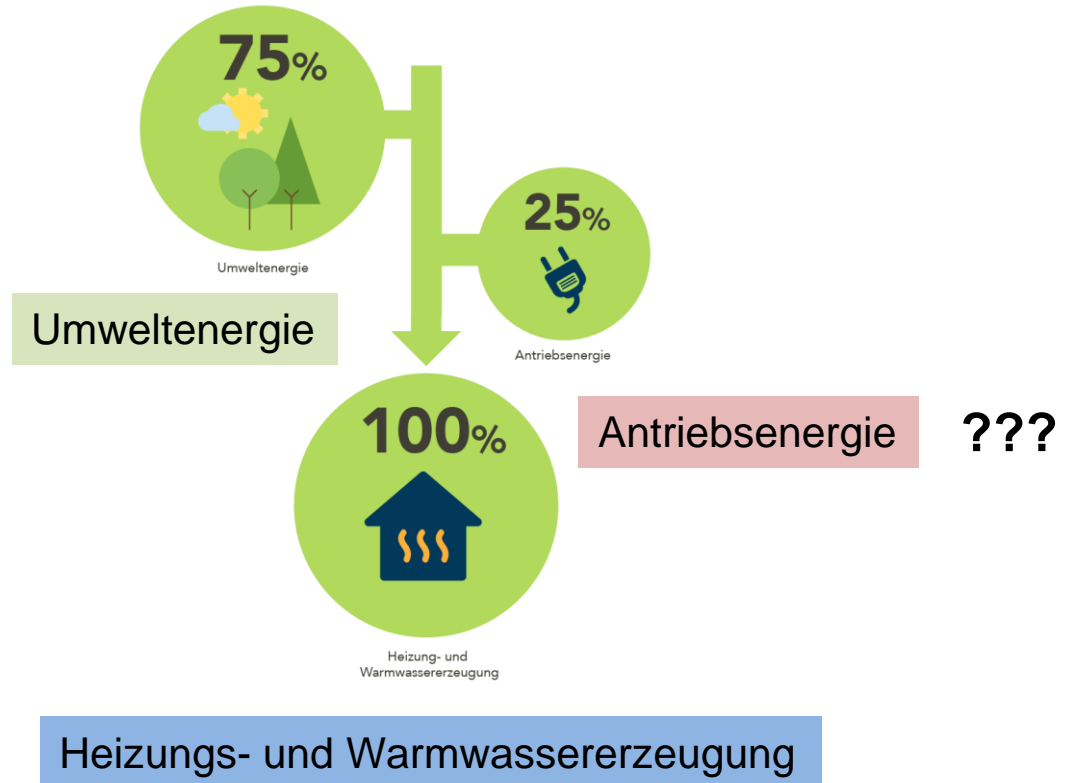 75%
Umweltenergie
25%
Antriebsenergie
Umweltenergie
100%
Antriebsenergie ???
Heizung- und
Warmwassererzeugung
Heizungs- und Warmwassererzeugung